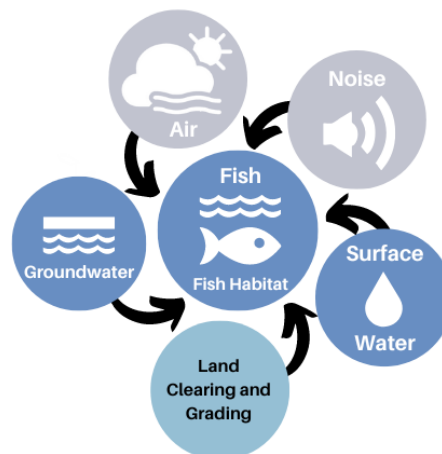 Air
Noise
Fish
Fish Habitat
Groundwater
Surface
Water
Land
Clearing and
Grading